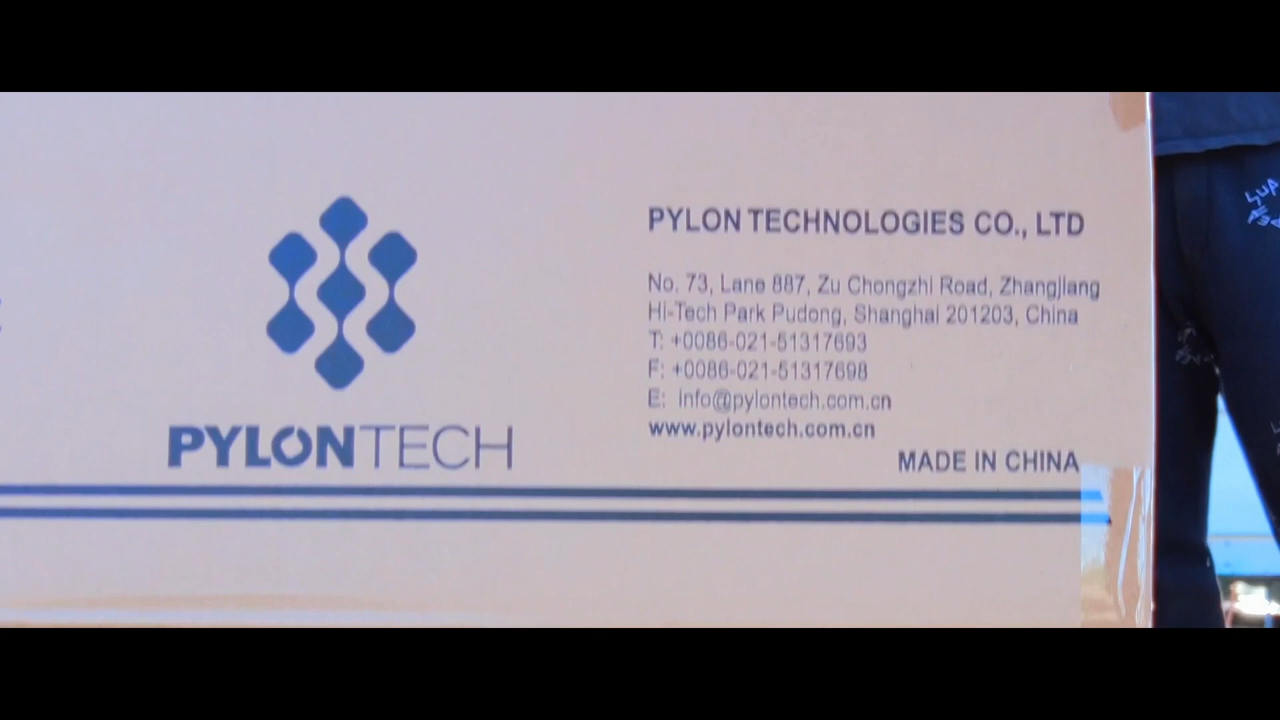 PYLONTECH
PYLON TECHNOLOGIES CO., LTD
No. 73, Lane 887, Zu Chongzhi Road, Zhangjiang
Hi-Tech Park Pudong, Shanghai 201203, China
T: +0086-021-51317693
F: +0086-021-51317698
E: info@pylontech.com.cn
www.pylontech.com.cn
MADE IN CHINA